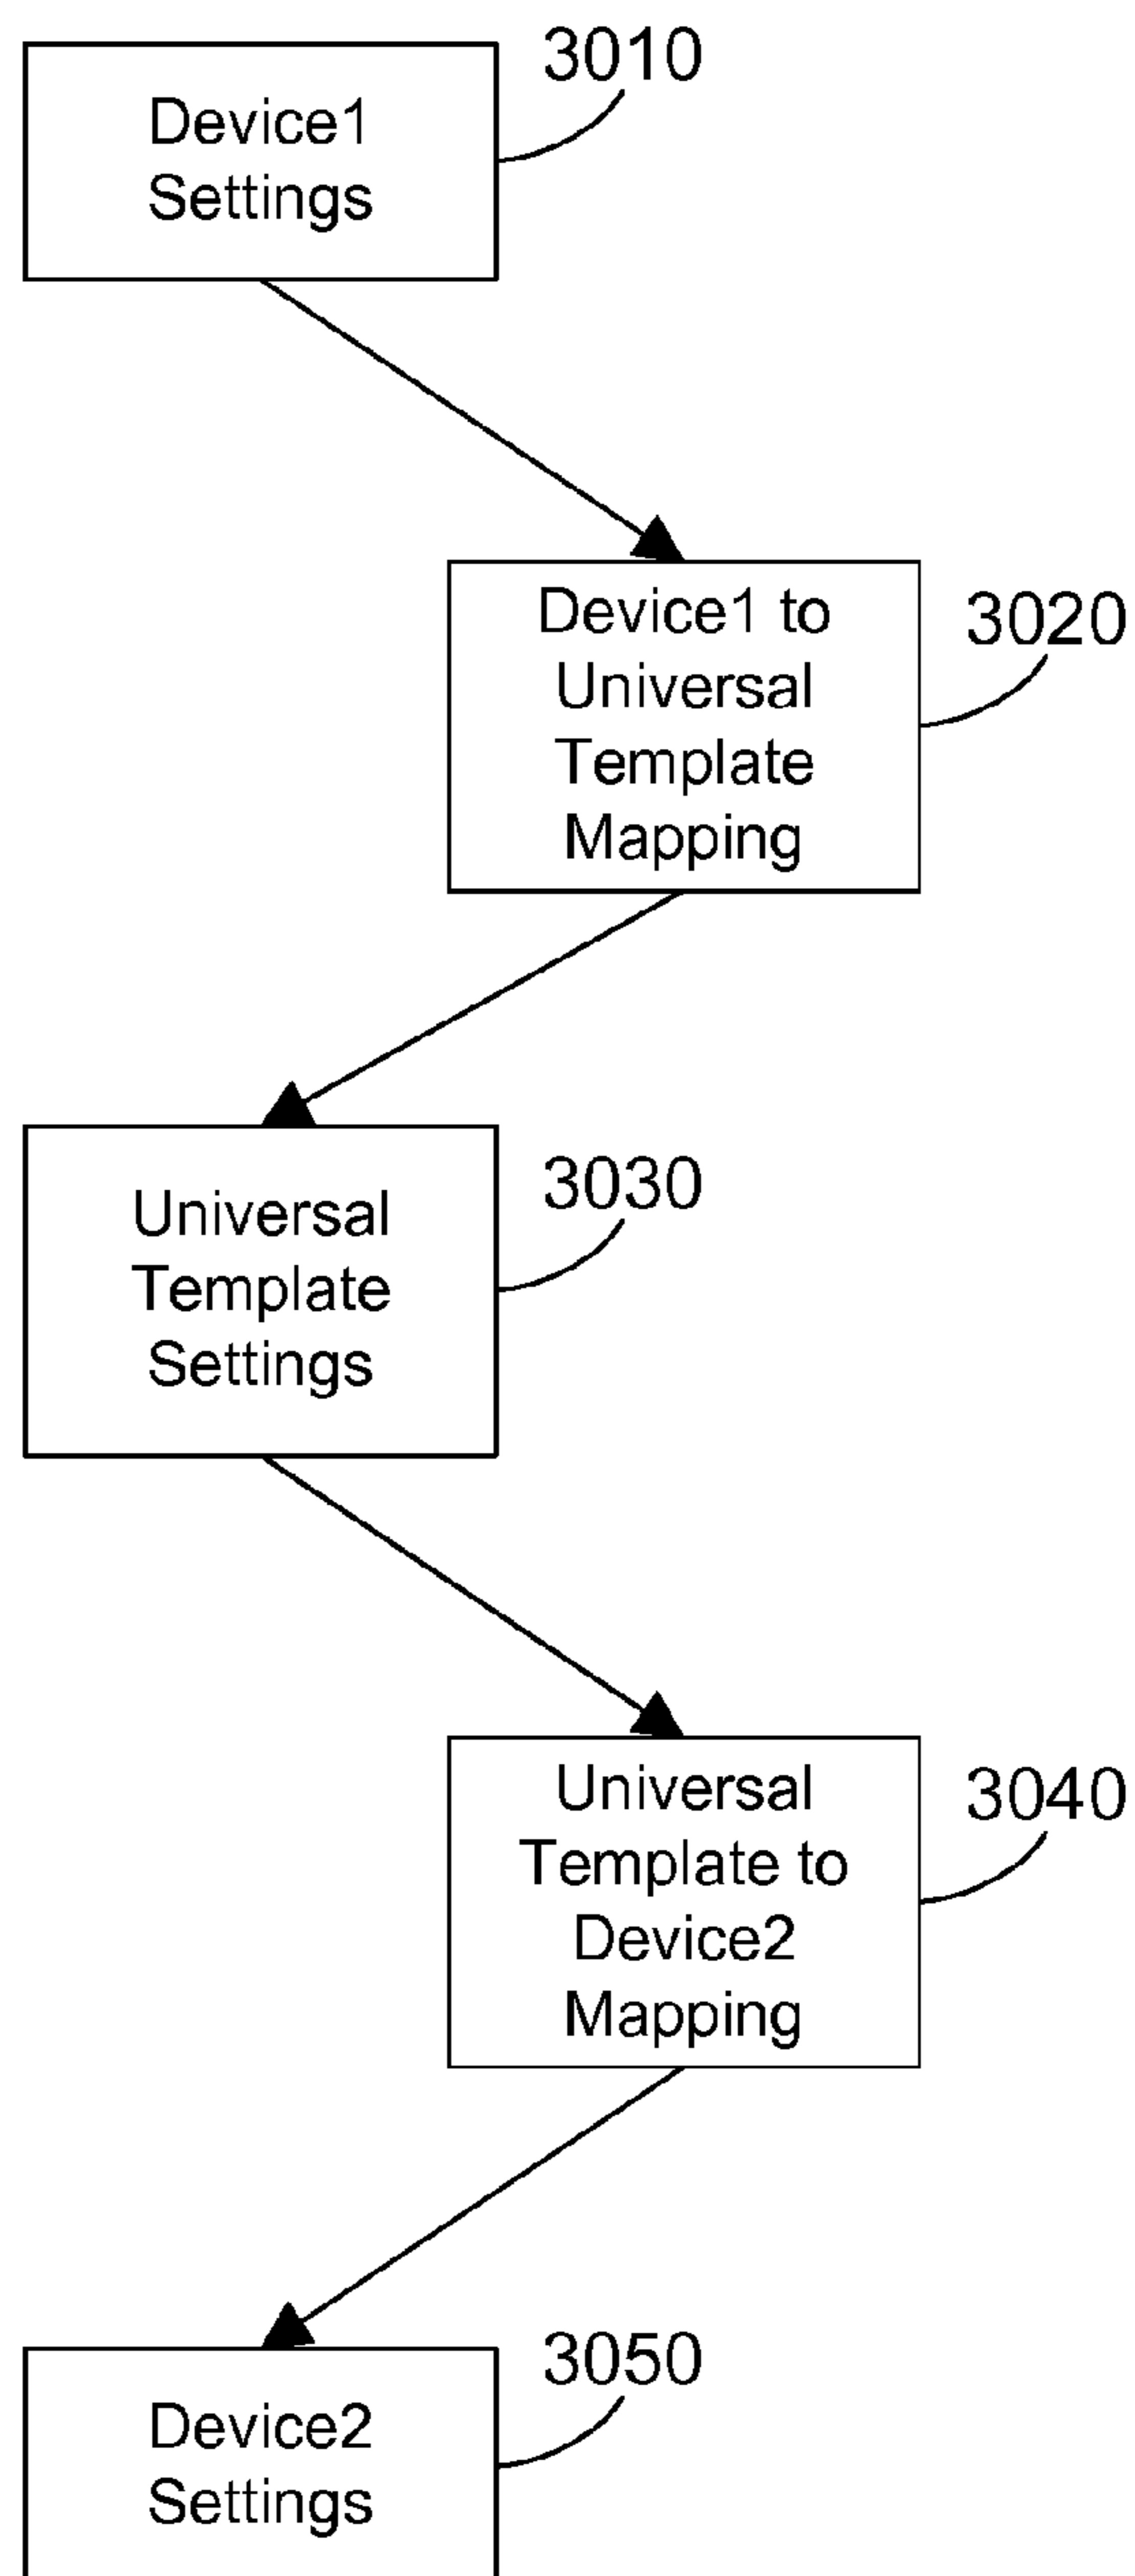 3010
Device1
Settings
Device1 to
Universal
Template
Mapping
3020
Universal
Template
Settings
3030
Universal
Template to
Device2
Mapping
3040
Device2
Settings
3050